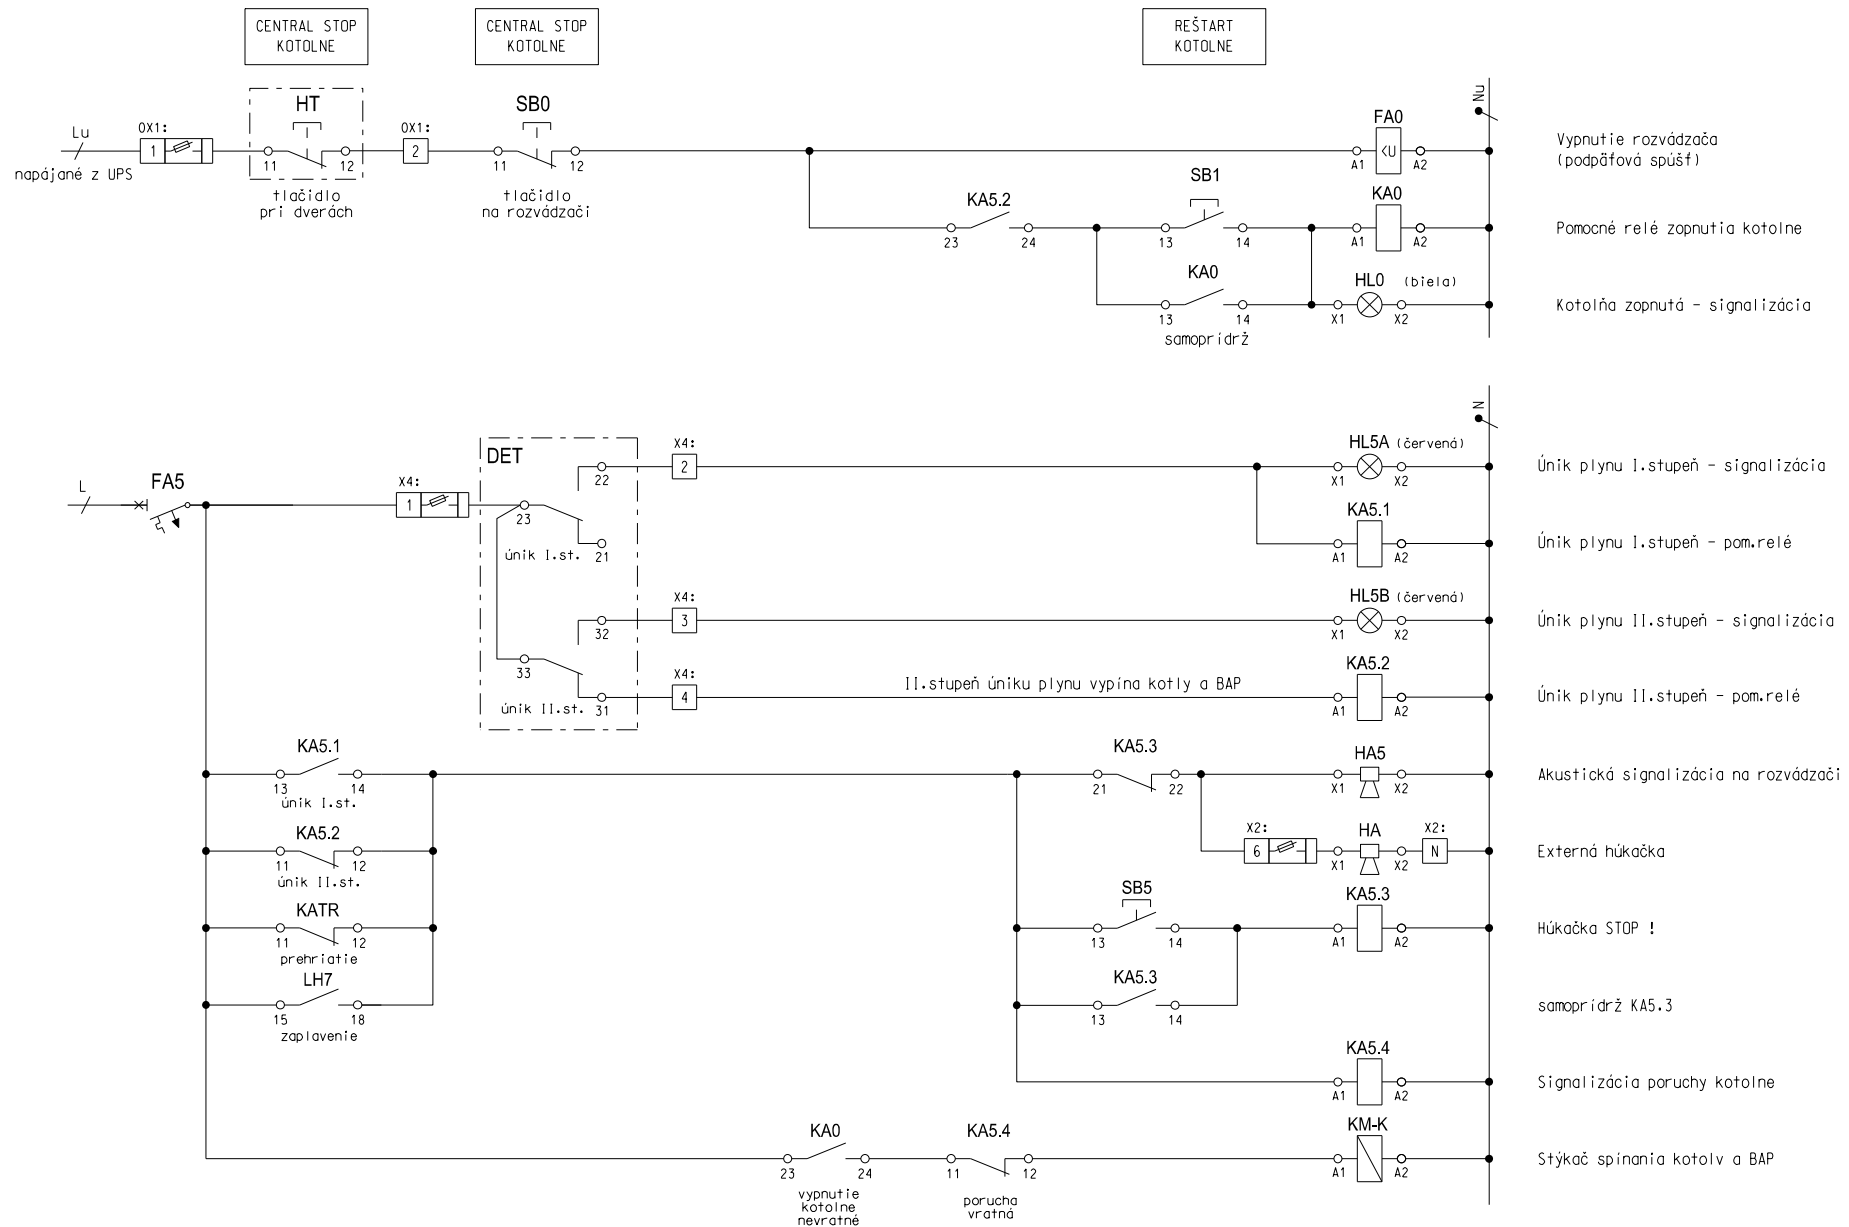 CENTRAL STOP
KOTOLNE
CENTRAL STOP
KOTOLNE
REŠTART
KOTOLNE
HT
SB0
Nu
FA0
Lu
0X1:
0X1:
1
2
<U
11
12
11
12
A1
A2
Vypnutie rozvádzača
(podpäťová spúšť)
napájané z UPS
tlačidlo
pri dverách
tlačidlo
na rozvádzači
SB1
KA5.2
KA0
23
24
13
14
A1
A2
Pomocné relé zopnutia kotolne
KA0
HL0 (biela)
13
14
X1
X2
Kotolňa zopnutá - signalizácia
samoprídrž
N
DET
X4:
HL5A (červená)
2
22
X1
X2
Únik plynu I.stupeň - signalizácia
L
FA5
X4:
1
23
KA5.1
únik I.st.
21
A1
A2
Únik plynu I.stupeň - pom.relé
X4:
HL5B (červená)
3
32
X1
X2
Únik plynu II.stupeň - signalizácia
33
X4:
KA5.2
4
II.stupeň úniku plynu vypína kotly a BAP
únik II.st.
31
A1
A2
Únik plynu II.stupeň - pom.relé
KA5.1
KA5.3
HA5
13
14
21
22
X1
X2
Akustická signalizácia na rozvádzači
únik I.st.
KA5.2
X2:
HA
X2:
11
12
6
X1
X2
N
Externá húkačka
únik II.st.
KATR
SB5
KA5.3
11
12
13
14
A1
A2
Húkačka STOP !
prehriatie
LH7
KA5.3
15
18
13
14
samoprídrž KA5.3
zaplavenie
KA5.4
A1
A2
Signalizácia poruchy kotolne
KA0
KA5.4
KM-K
23
24
11
12
A1
A2
Stýkač spínania kotolv a BAP
vypnutie
kotolne
nevratné
porucha
vratná